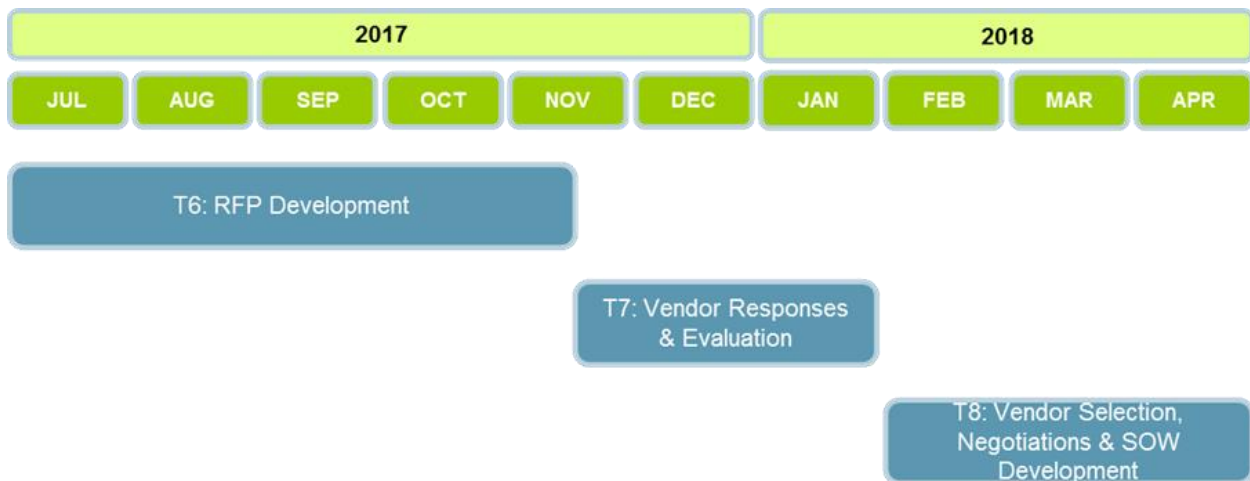 2017
2018
JUL
AUG
SEP
OCT
NOV
DEC
JAN
FEB
MAR
APR
T6: RFP Development
T7: Vendor Responses
& Evaluation
T8: Vendor Selection,
Negotiations & SOW
Development